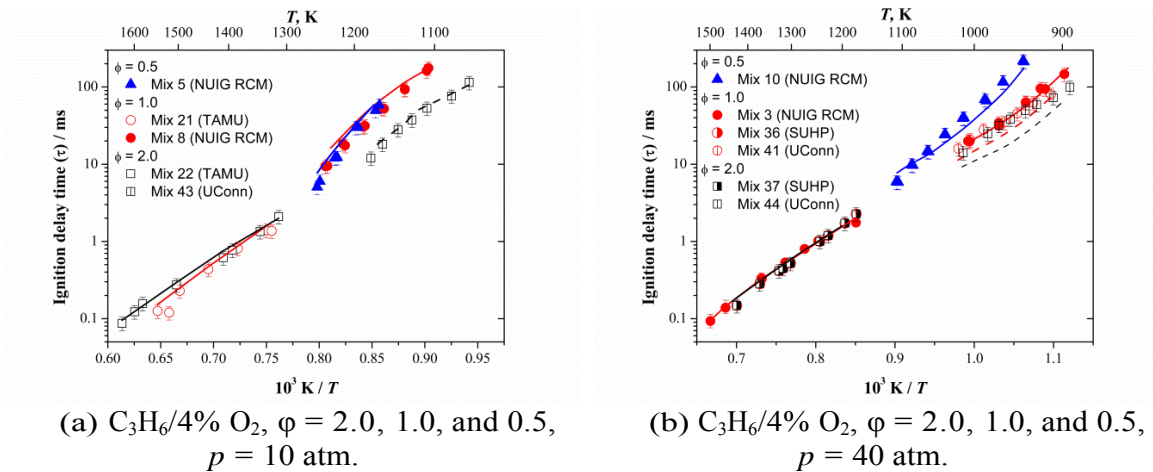 T, K
1600 1500 1400 1300 1200 1100
Ignition delay time (τ) / ms
100
10
1
0.1
ϕ = 0.5
Mix 5 (NUIG RCM)
ϕ = 1.0
Mix 21 (TAMU)
Mix 8 (NUIG RCM)
ϕ = 2.0
Mix 22 (TAMU)
Mix 43 (UConn)
0.60 0.65 0.70 0.75 0.80 0.85 0.90 0.95
10³ K / T
(a) C₃H₆/4% O₂, φ = 2.0, 1.0, and 0.5,
p = 10 atm.
T, K
1500 1400 1300 1200 1100 1000 900
Ignition delay time (τ) / ms
100
10
1
0.1
ϕ = 0.5
Mix 10 (NUIG RCM)
ϕ = 1.0
Mix 3 (NUIG RCM)
Mix 36 (SUHP)
Mix 41 (UConn)
ϕ = 2.0
Mix 37 (SUHP)
Mix 44 (UConn)
0.7 0.8 0.9 1.0 1.1
10³ K / T
(b) C₃H₆/4% O₂, φ = 2.0, 1.0, and 0.5,
p = 40 atm.